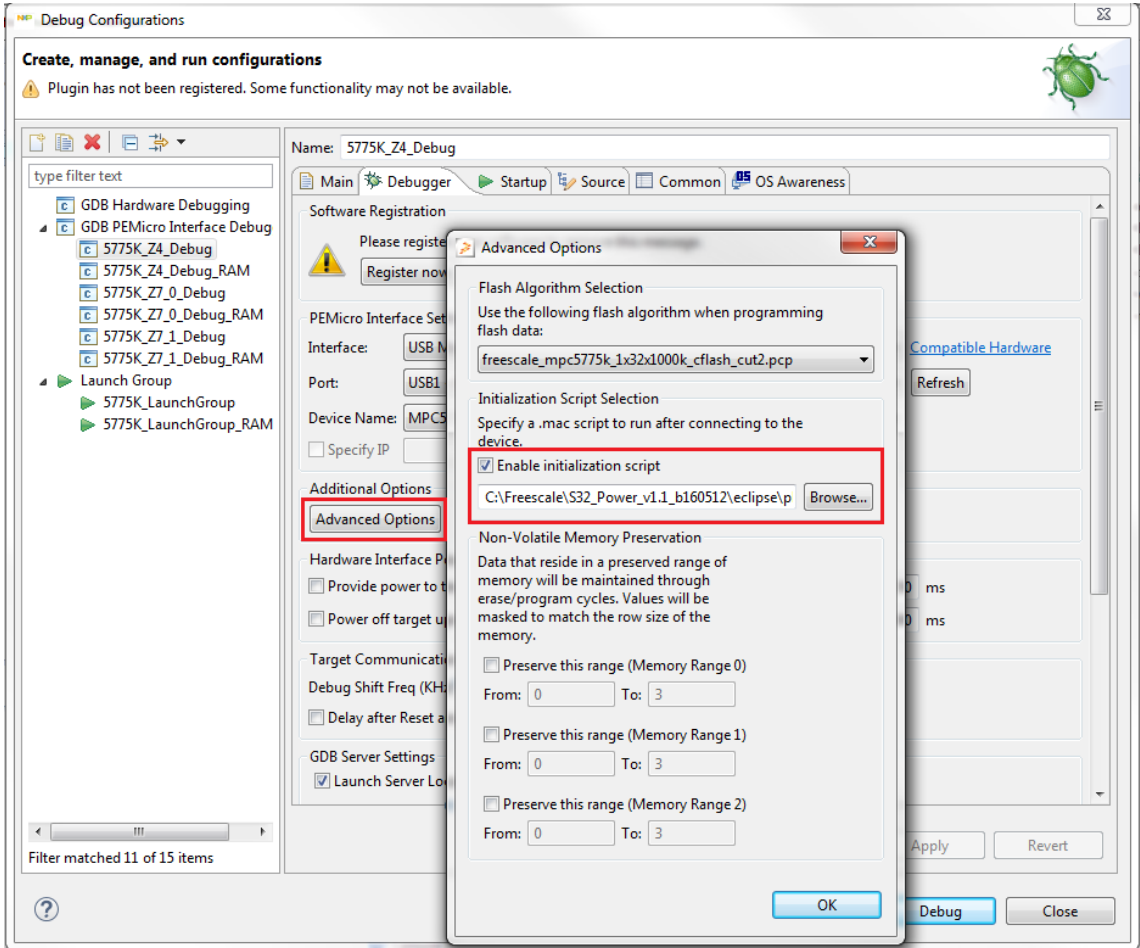 NXP Debug Configurations
Create, manage, and run configurations
Plugin has not been registered. Some functionality may not be available.
type filter text
GDB Hardware Debugging
GDB PEMicro Interface Debug
5775K_Z4_Debug
5775K_Z4_Debug_RAM
5775K_Z7_0_Debug
5775K_Z7_0_Debug_RAM
5775K_Z7_1_Debug
5775K_Z7_1_Debug_RAM
Launch Group
5775K_LaunchGroup
5775K_LaunchGroup_RAM
Filter matched 11 of 15 items
Name: 5775K_Z4_Debug
Main Debugger Startup Source Common OS Awareness
Software Registration
Please registe this message.
Register now
PEMicro Interface Set
Interface: USB M Compatible Hardware
Port: USB1 Refresh
Device Name: MPC5
Specify IP
Additional Options
Advanced Options
Hardware Interface P
Provide power to t 0 ms
Power off target u 0 ms
Target Communicati
Debug Shift Freq (KHz
Delay after Reset a
GDB Server Settings
Launch Server Lo
Apply Revert
Debug Close
Advanced Options
Flash Algorithm Selection
Use the following flash algorithm when programming
flash data:
freescale_mpc5775k_1x32x1000k_cflash_cut2.pcp
Initialization Script Selection
Specify a .mac script to run after connecting to the
device.
Enable initialization script
C:\Freescale\S32_Power_v1.1_b160512\eclipse\p Browse...
Non-Volatile Memory Preservation
Data that reside in a preserved range of
memory will be maintained through
erase/program cycles. Values will be
masked to match the row size of the
memory.
Preserve this range (Memory Range 0)
From: 0 To: 3
Preserve this range (Memory Range 1)
From: 0 To: 3
Preserve this range (Memory Range 2)
From: 0 To: 3
OK